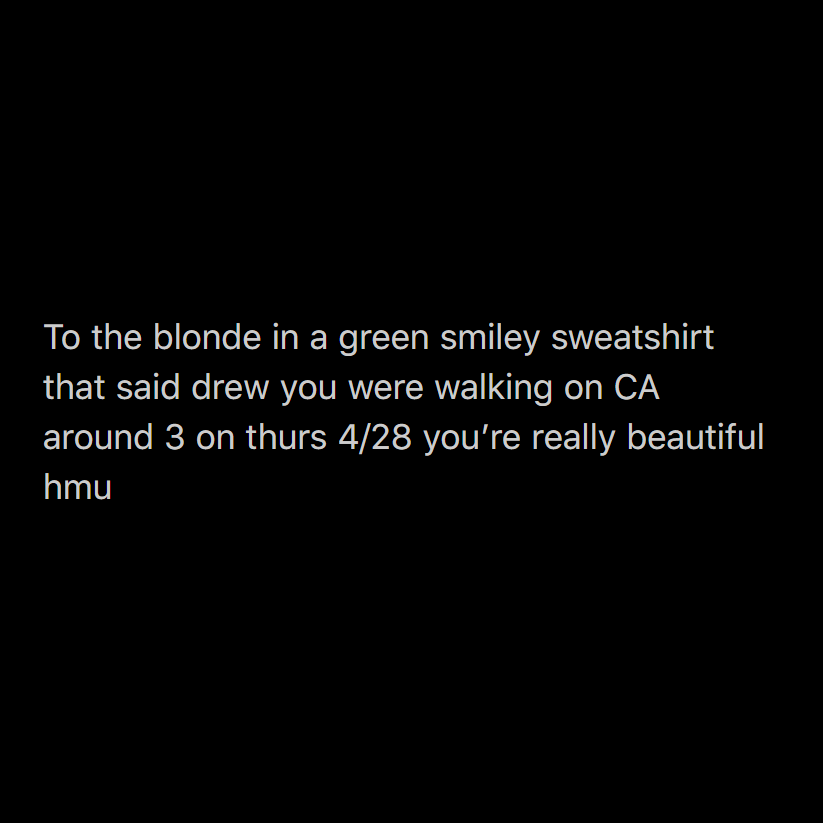 To the blonde in a green smiley sweatshirt
that said drew you were walking on CA
around 3 on thurs 4/28 you’re really beautiful
hmu